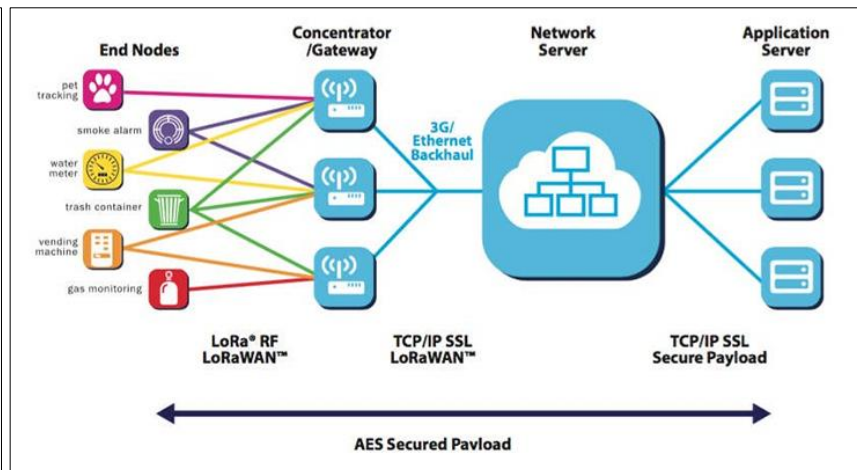 End Nodes
Concentrator
/Gateway
Network
Server
Application
Server
pet
tracking
smoke alarm
water
meter
trash container
vending
machine
gas monitoring
3G/
Ethernet
Backhaul
LoRa® RF
LoRaWAN™
TCP/IP SSL
LoRaWAN™
TCP/IP SSL
Secure Payload
AES Secured Payload